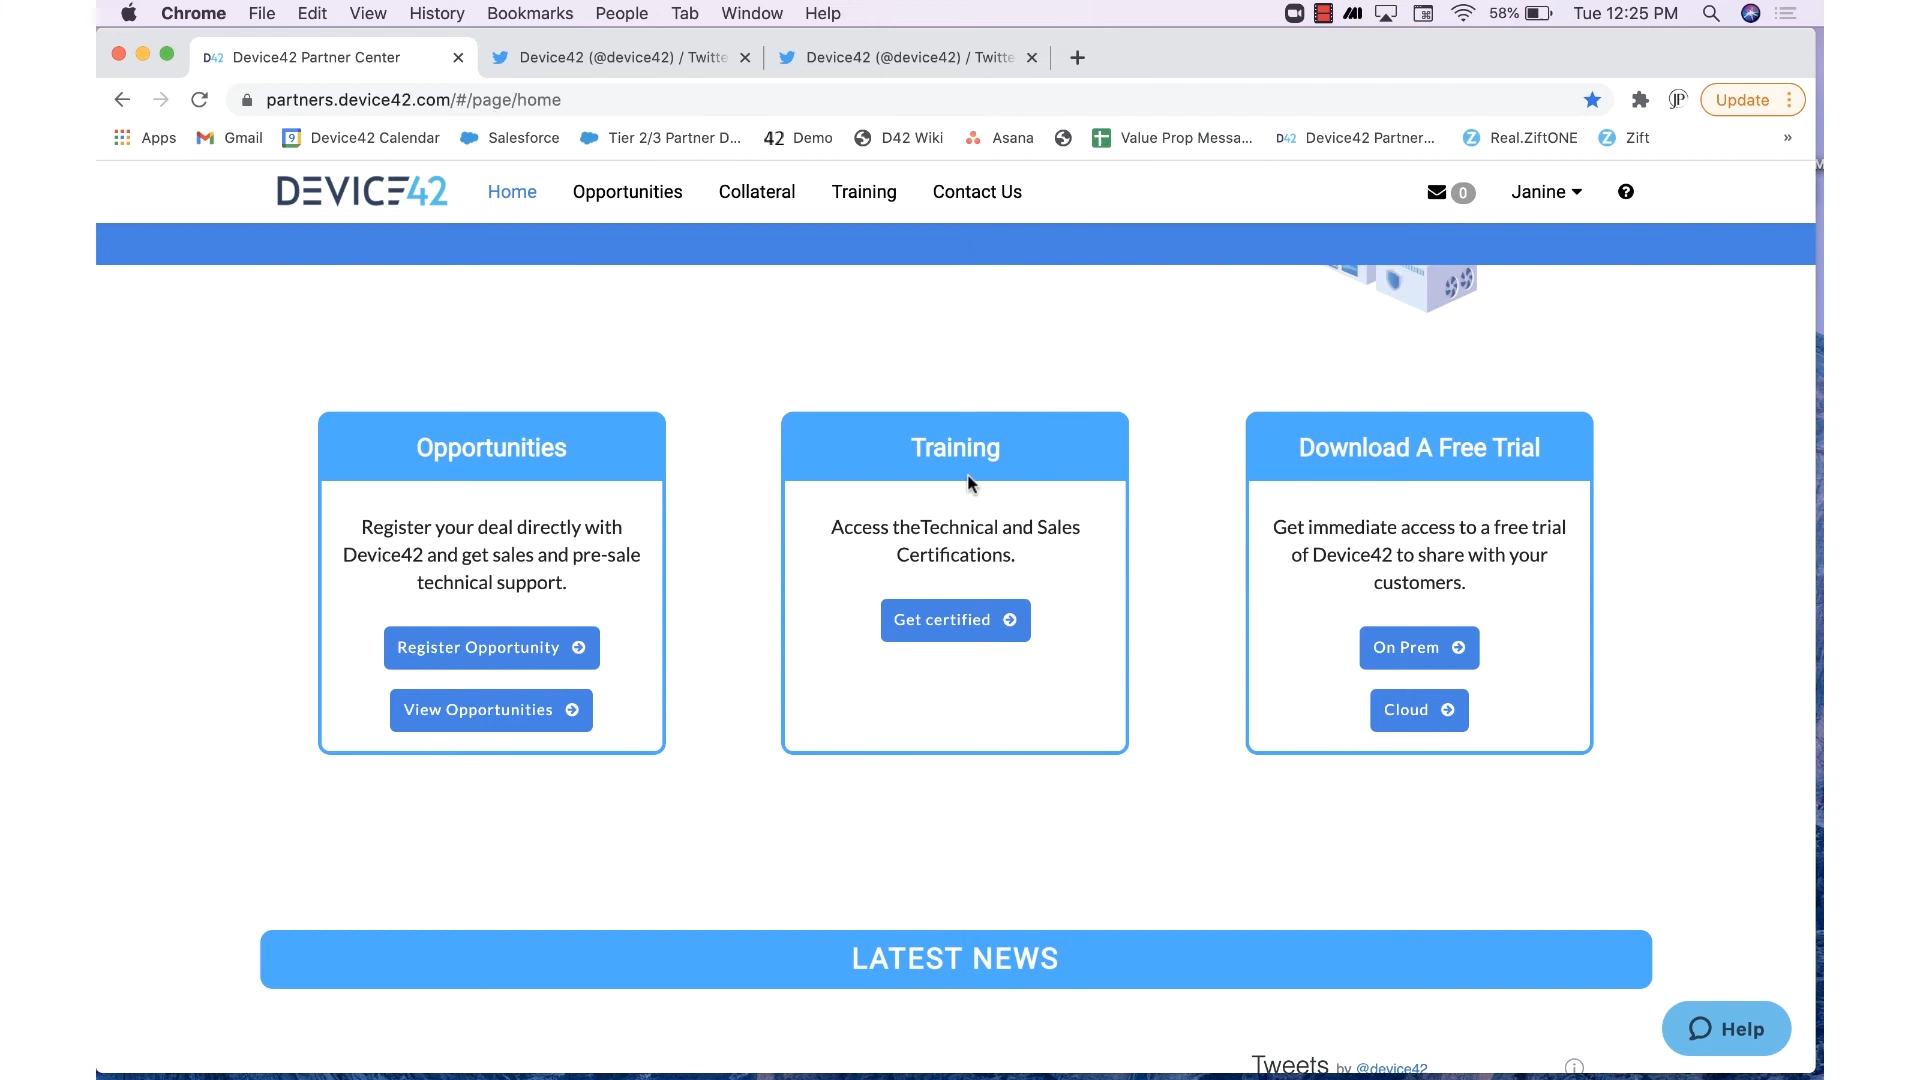 Chrome File Edit View History Bookmarks People Tab Window Help 58% Tue 12:25 PM
D42 Device42 Partner Center Device42 (@device42) / Twitte Device42 (@device42) / Twitte
partners.device42.com/#/page/home JP Update
Apps Gmail 9 Device42 Calendar Salesforce Tier 2/3 Partner D... 42 Demo D42 Wiki Asana Value Prop Messa... D42 Device42 Partner... Z Real.ZiftONE Z Zift »
DEVICE42 Home Opportunities Collateral Training Contact Us 0 Janine ?
Opportunities
Register your deal directly with
Device42 and get sales and pre-sale
technical support.
Register Opportunity
View Opportunities
Training
Access theTechnical and Sales
Certifications.
Get certified
Download A Free Trial
Get immediate access to a free trial
of Device42 to share with your
customers.
On Prem
Cloud
LATEST NEWS
Help
Tweets by @device42